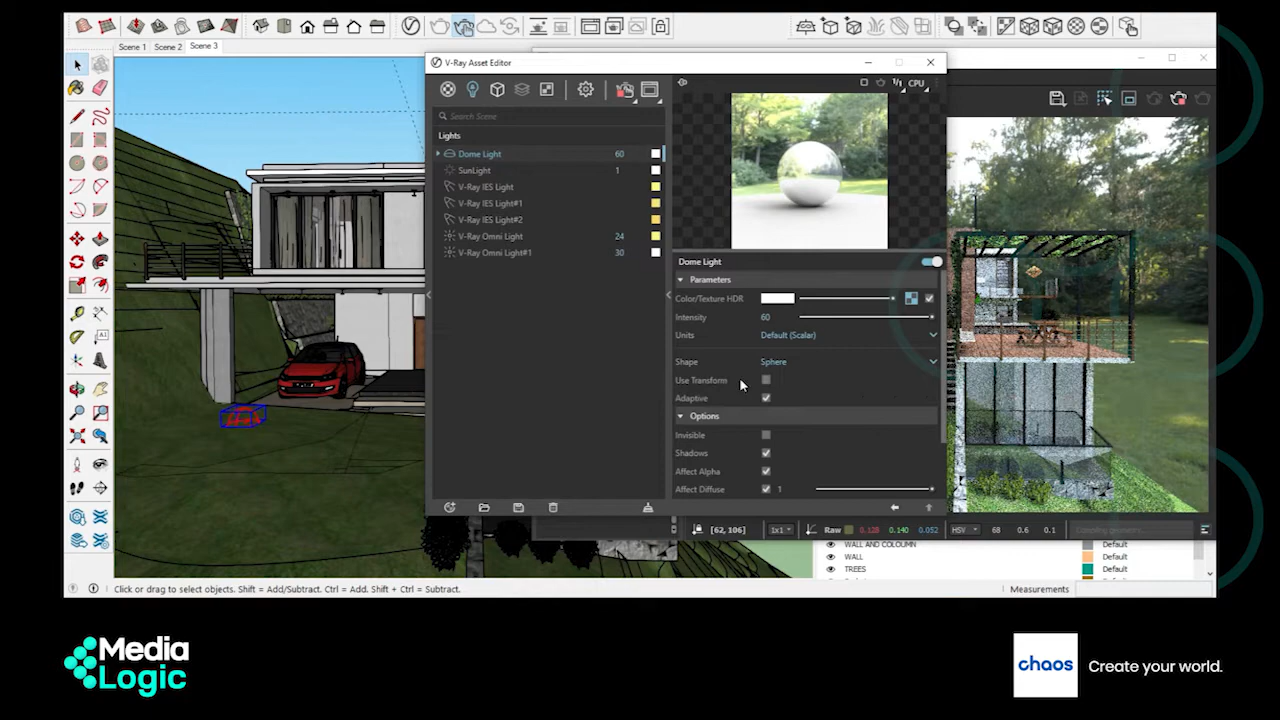 Scene 1 Scene 2 Scene 3
V-Ray Asset Editor
1/1 CPU
Search Scene
Lights
Dome Light 60
SunLight 1
V-Ray IES Light
V-Ray IES Light#1
V-Ray IES Light#2
V-Ray Omni Light 24
V-Ray Omni Light#1 30
Dome Light
Parameters
Color/Texture HDR
Intensity 60
Units Default (Scalar)
Shape Sphere
Use Transform
Adaptive
Options
Invisible
Shadows
Affect Alpha
Affect Diffuse 1
[62, 106] 1x1 Raw 0.128 0.140 0.052 HSV 68 0.6 0.1
WALL AND COLOUMN Default
WALL Default
TREES Default
Click or drag to select objects. Shift = Add/Subtract. Ctrl = Add. Shift + Ctrl = Subtract.
Measurements
Media
Logic
chaos
Create your world.